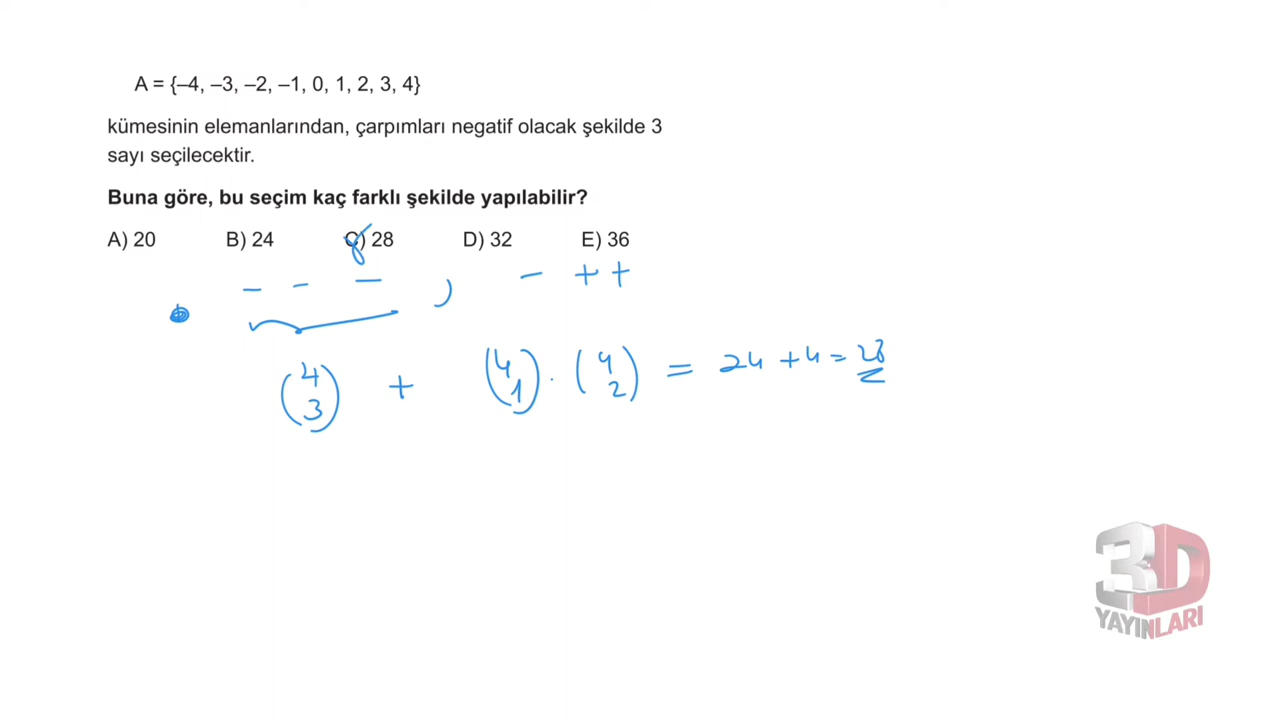 A = {–4, –3, –2, –1, 0, 1, 2, 3, 4}
kümesinin elemanlarından, çarpımları negatif olacak şekilde 3
sayı seçilecektir.
Buna göre, bu seçim kaç farklı şekilde yapılabilir?
A) 20 B) 24 C) 28 D) 32 E) 36
– – – , – + +
(4 3) + (4 1) · (4 2) = 24 + 4 = 28
3D
YAYINLARI